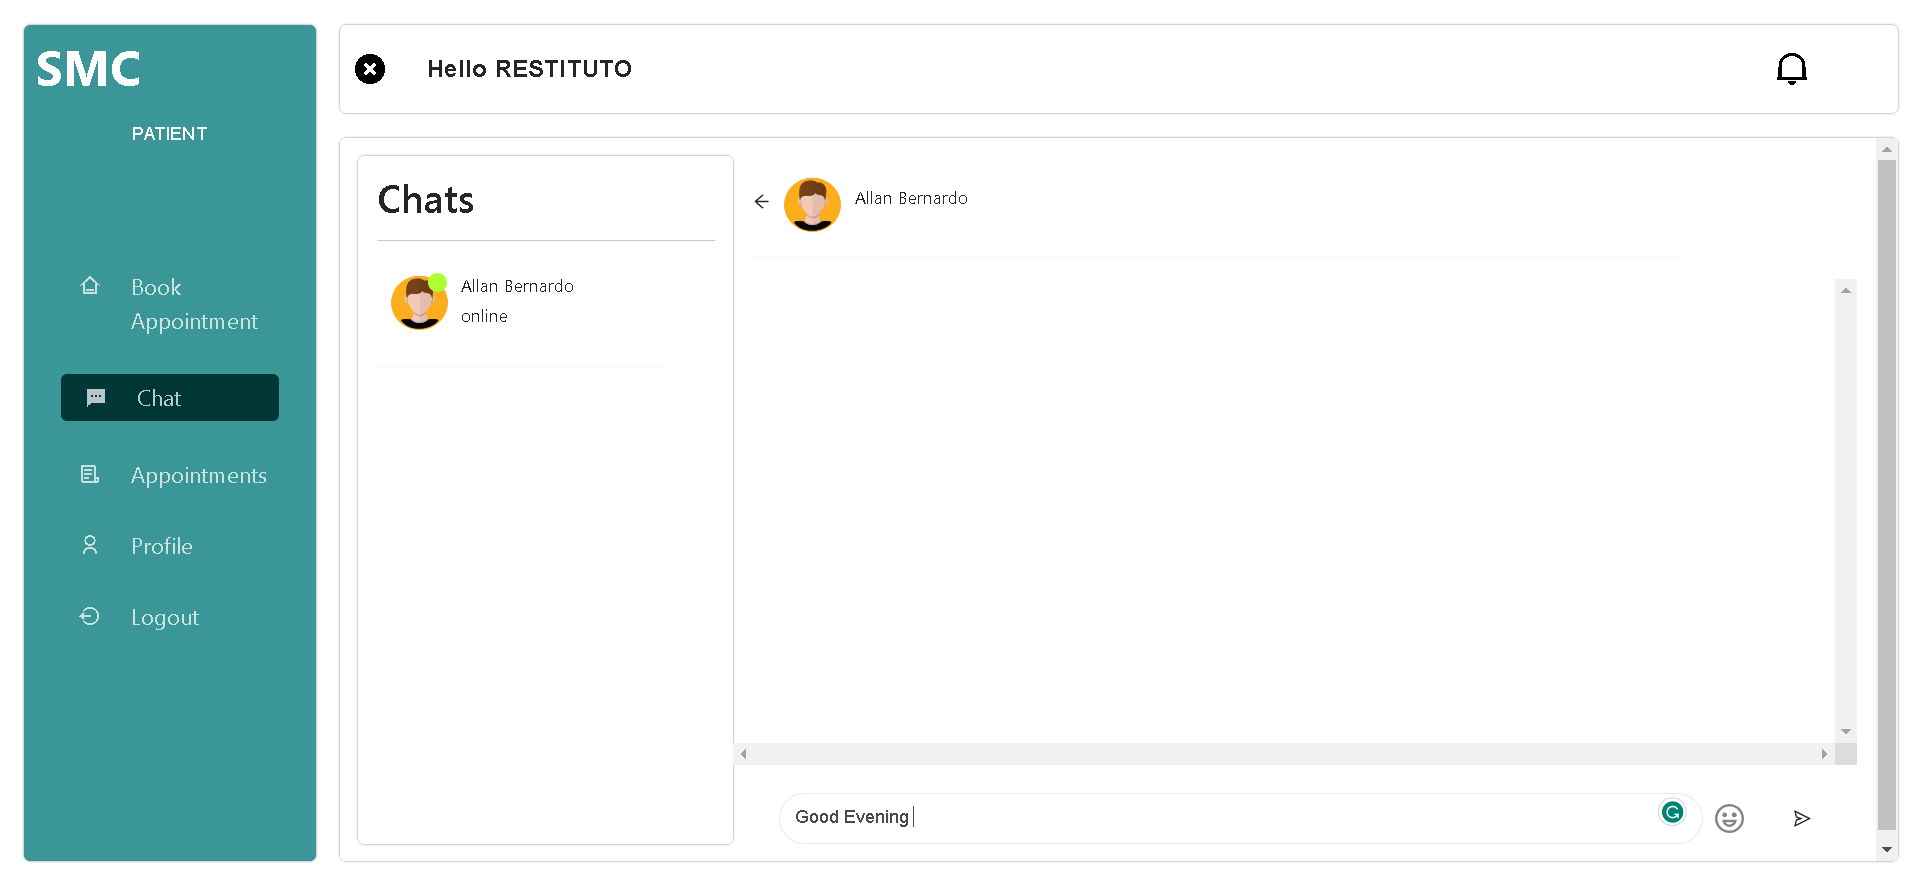 SMC
PATIENT
Book
Appointment
Chat
Appointments
Profile
Logout
Hello RESTITUTO
Chats
Allan Bernardo
online
Allan Bernardo
Good Evening